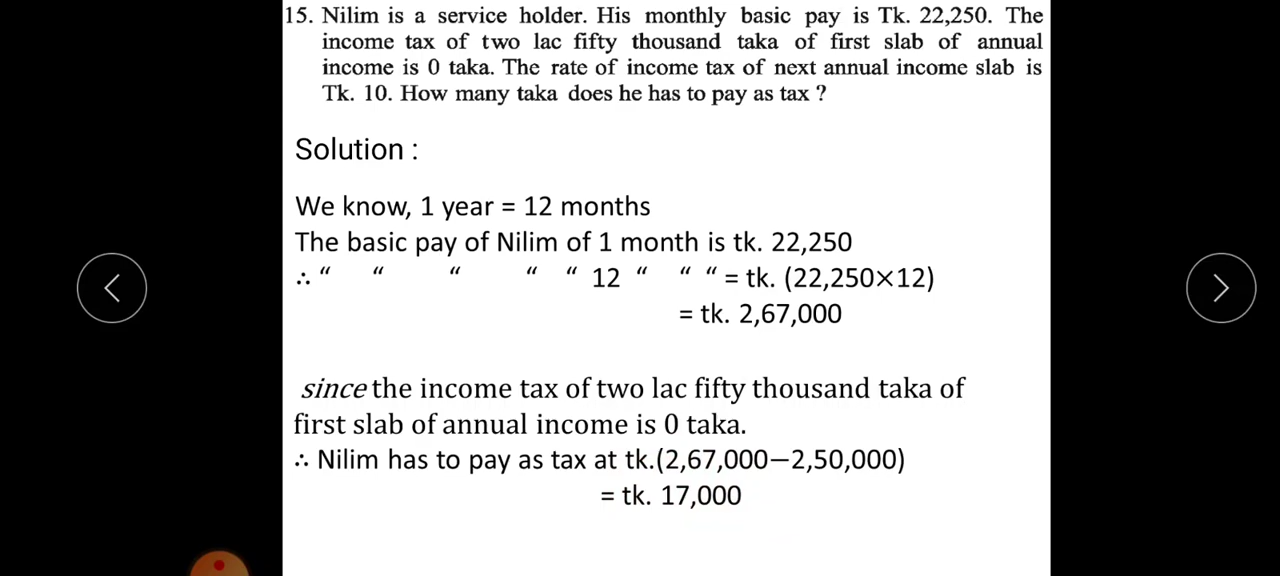 15. Nilim is a service holder. His monthly basic pay is Tk. 22,250. The
income tax of two lac fifty thousand taka of first slab of annual
income is 0 taka. The rate of income tax of next annual income slab is
Tk. 10. How many taka does he has to pay as tax ?
Solution :
We know, 1 year = 12 months
The basic pay of Nilim of 1 month is tk. 22,250
∴ “ “ “ “ “ 12 “ “ “ = tk. (22,250×12)
= tk. 2,67,000
since the income tax of two lac fifty thousand taka of
first slab of annual income is 0 taka.
∴ Nilim has to pay as tax at tk.(2,67,000−2,50,000)
= tk. 17,000